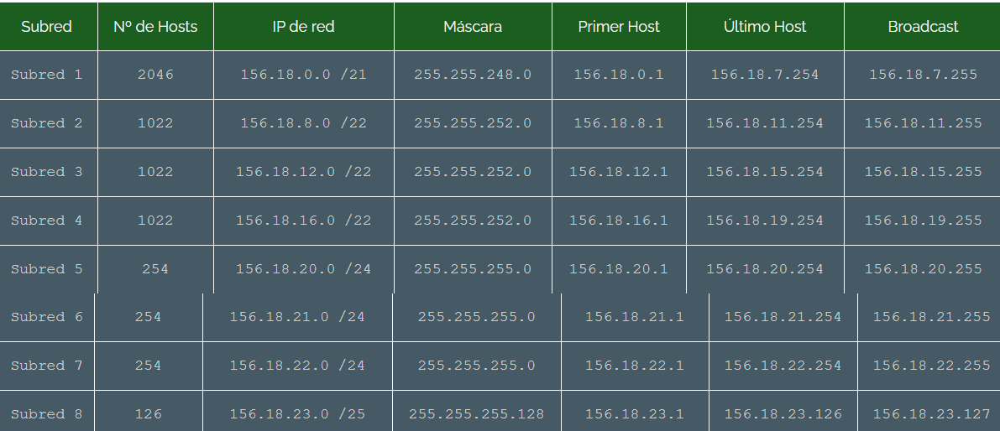 Subred Nº de Hosts IP de red Máscara Primer Host Último Host Broadcast
Subred 1 2046 156.18.0.0 /21 255.255.248.0 156.18.0.1 156.18.7.254 156.18.7.255
Subred 2 1022 156.18.8.0 /22 255.255.252.0 156.18.8.1 156.18.11.254 156.18.11.255
Subred 3 1022 156.18.12.0 /22 255.255.252.0 156.18.12.1 156.18.15.254 156.18.15.255
Subred 4 1022 156.18.16.0 /22 255.255.252.0 156.18.16.1 156.18.19.254 156.18.19.255
Subred 5 254 156.18.20.0 /24 255.255.255.0 156.18.20.1 156.18.20.254 156.18.20.255
Subred 6 254 156.18.21.0 /24 255.255.255.0 156.18.21.1 156.18.21.254 156.18.21.255
Subred 7 254 156.18.22.0 /24 255.255.255.0 156.18.22.1 156.18.22.254 156.18.22.255
Subred 8 126 156.18.23.0 /25 255.255.255.128 156.18.23.1 156.18.23.126 156.18.23.127